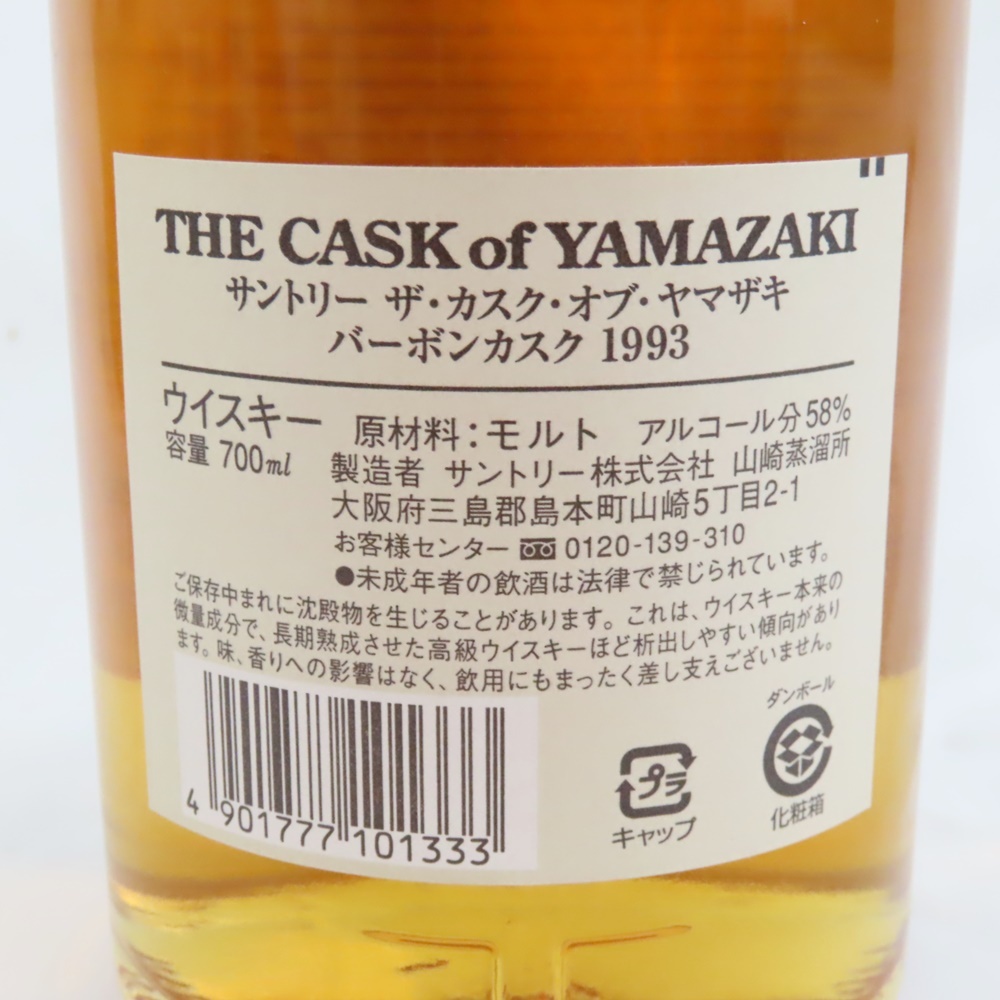 THE CASK of YAMAZAKI
サントリー ザ・カスク・オブ・ヤマザキ
バーボンカスク 1993
ウイスキー 原材料:モルト アルコール分58%
容量 700ml 製造者 サントリー株式会社 山崎蒸溜所
大阪府三島郡島本町山崎5丁目2-1
お客様センター 0120-139-310
●未成年者の飲酒は法律で禁じられています。
ご保存中まれに沈殿物を生じることがあります。これは、ウイスキー本来の
微量成分で、長期熟成させた高級ウイスキーほど析出しやすい傾向があり
ます。味、香りへの影響はなく、飲用にもまったく差し支えございません。
4 901777 101333
プラ
キャップ
ダンボール
化粧箱